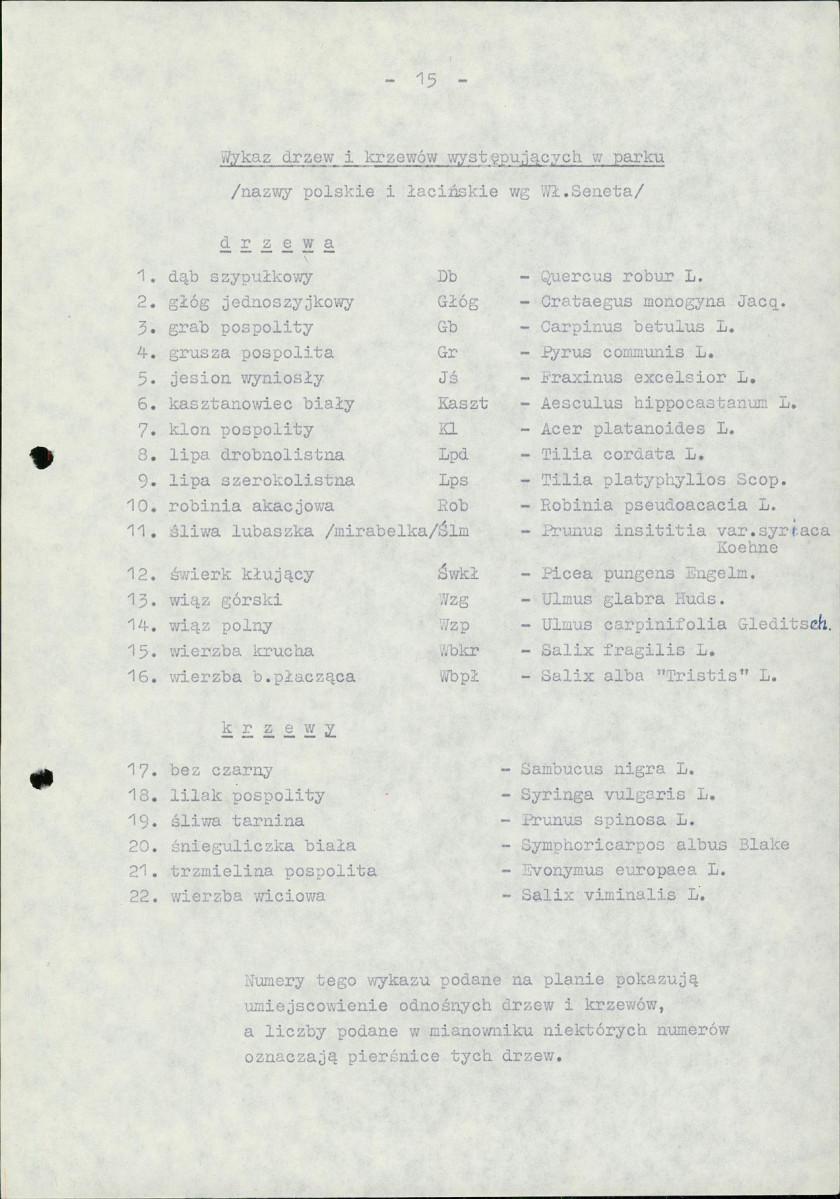 - 15 -
Wykaz drzew i krzewów występujących w parku
/nazwy polskie i łacińskie wg Wł.Seneta/
d r z e w a
1. dąb szypułkowy Db - Quercus robur L.
2. głóg jednoszyjkowy Głóg - Crataegus monogyna Jacq.
3. grab pospolity Gb - Carpinus betulus L.
4. grusza pospolita Gr - Pyrus communis L.
5. jesion wyniosły Jś - Fraxinus excelsior L.
6. kasztanowiec biały Kaszt - Aesculus hippocastanum L.
7. klon pospolity Kl - Acer platanoides L.
8. lipa drobnolistna Lpd - Tilia cordata L.
9. lipa szerokolistna Lps - Tilia platyphyllos Scop.
10. robinia akacjowa Rob - Robinia pseudoacacia L.
11. śliwa lubaszka /mirabelka/Ślm - Prunus insititia var.syriaca
Koehne
12. świerk kłujący Świkł - Picea pungens Engelm.
13. wiąz górski Wzg - Ulmus glabra Huds.
14. wiąz polny Wzp - Ulmus carpinifolia Gleditsch.
15. wierzba krucha Wbkr - Salix fragilis L.
16. wierzba b.płacząca Wbpł - Salix alba "Tristis" L.
k r z e w y
17. bez czarny - Sambucus nigra L.
18. lilak pospolity - Syringa vulgaris L.
19. śliwa tarnina - Prunus spinosa L.
20. śnieguliczka biała - Symphoricarpos albus Blake
21. trzmielina pospolita - Evonymus europaea L.
22. wierzba wiciowa - Salix viminalis L.
Numery tego wykazu podane na planie pokazują
umiejscowienie odnośnych drzew i krzewów,
a liczby podane w mianowniku niektórych numerów
oznaczają pierśnice tych drzew.